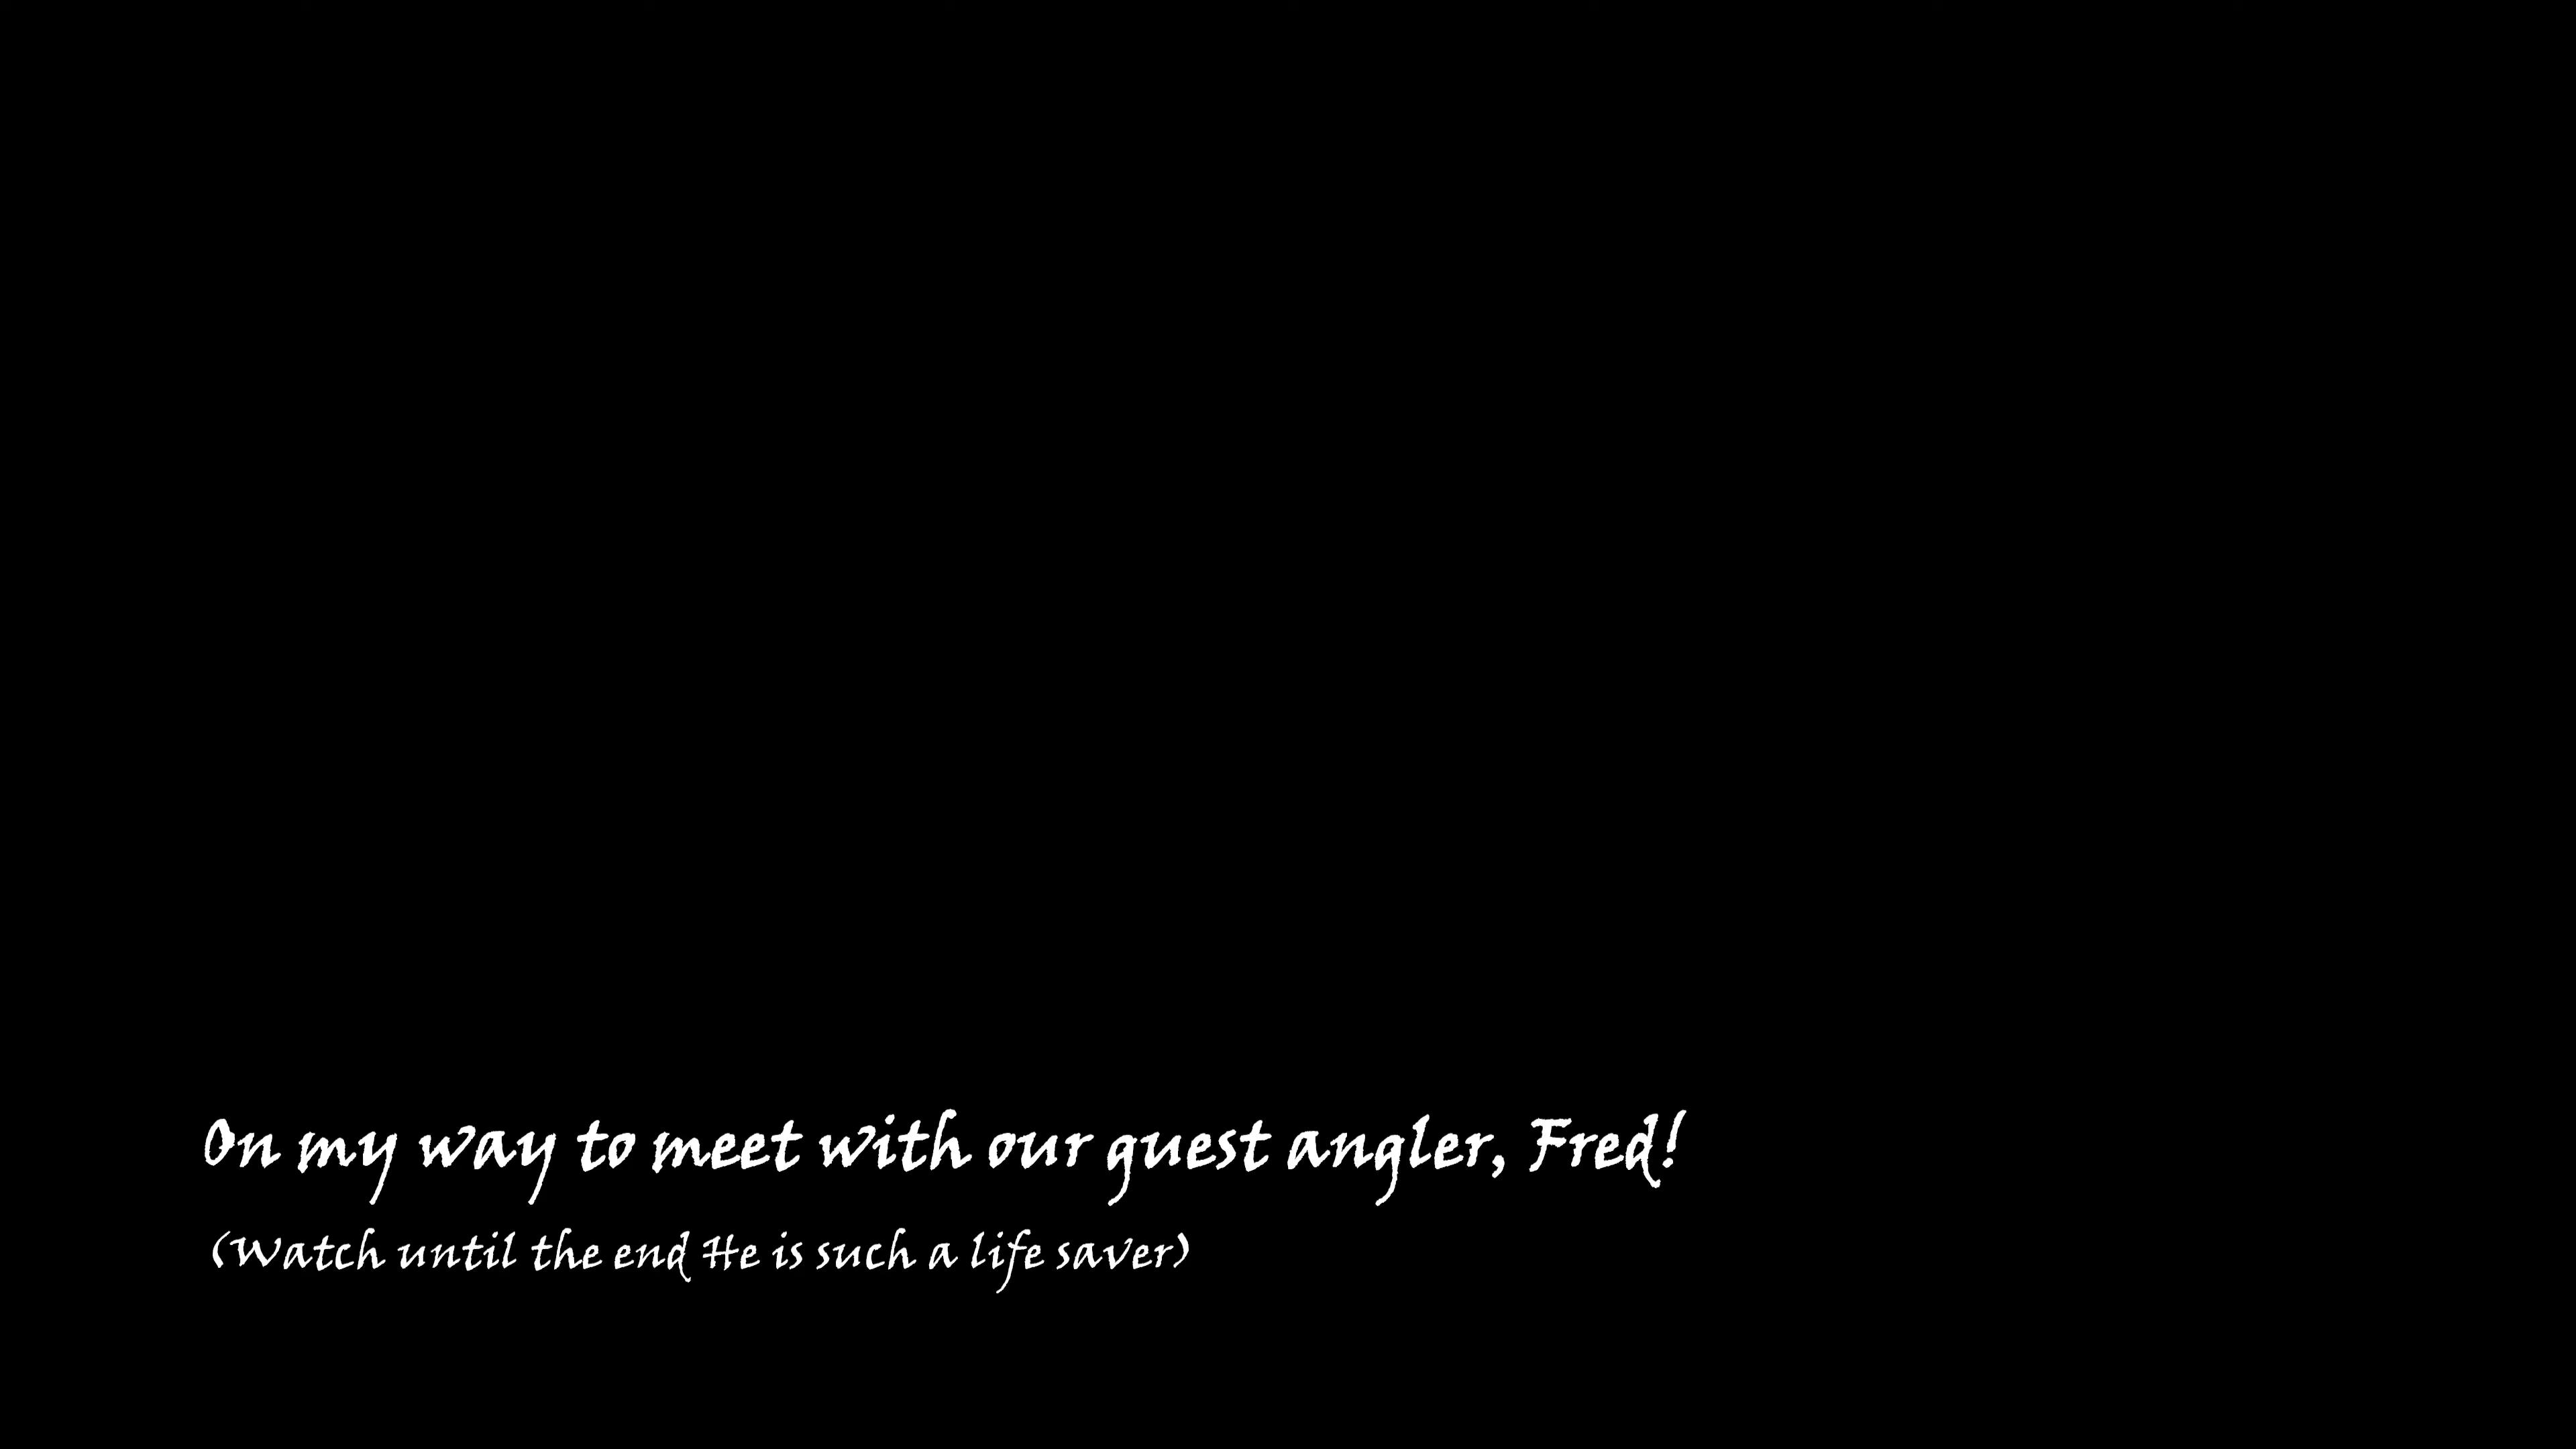 On my way to meet with our guest angler, Fred!
(Watch until the end He is such a life saver)